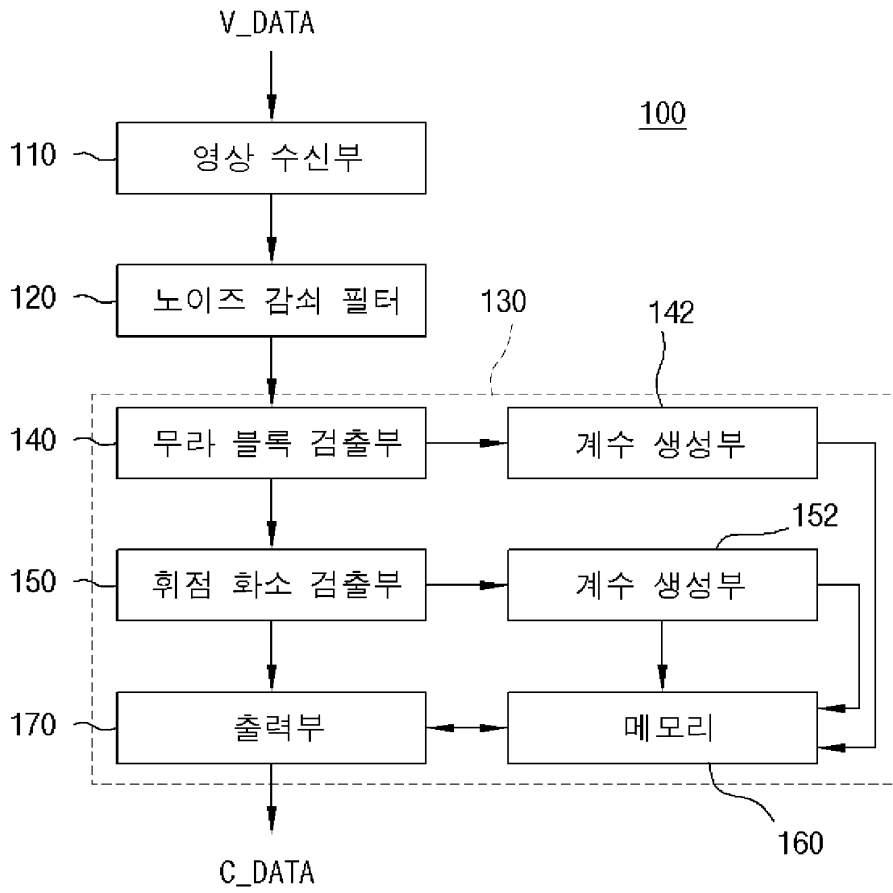 V_DATA
100
110
영상 수신부
120
노이즈 감쇠 필터
130
142
140
무라 블록 검출부
계수 생성부
152
150
휘점 화소 검출부
계수 생성부
170
출력부
메모리
160
C_DATA